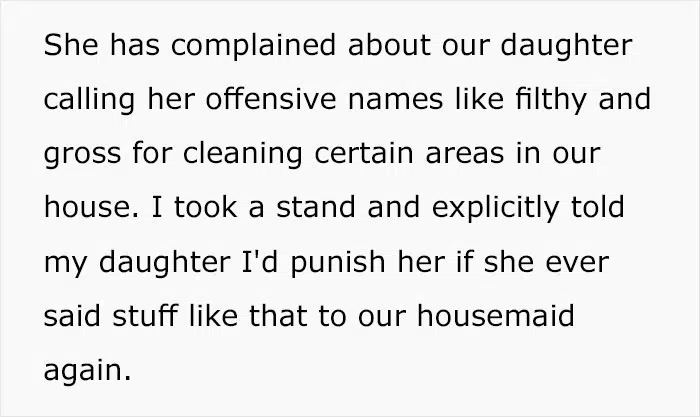 She has complained about our daughter
calling her offensive names like filthy and
gross for cleaning certain areas in our
house. I took a stand and explicitly told
my daughter I'd punish her if she ever
said stuff like that to our housemaid
again.